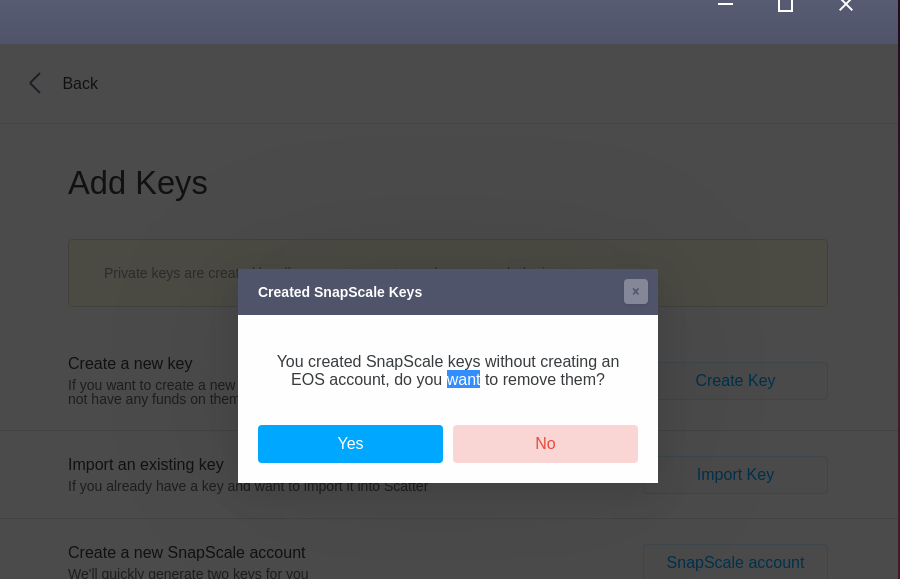 Back
Add Keys
Private keys are
Created SnapScale Keys
x
You created SnapScale keys without creating an
EOS account, do you want to remove them?
Yes
No
Create a new key
If you want to create a new
not have any funds on them
Create Key
Import an existing key
If you already have a key and want to import it into Scatter
Import Key
Create a new SnapScale account
We'll quickly generate two keys for you
SnapScale account